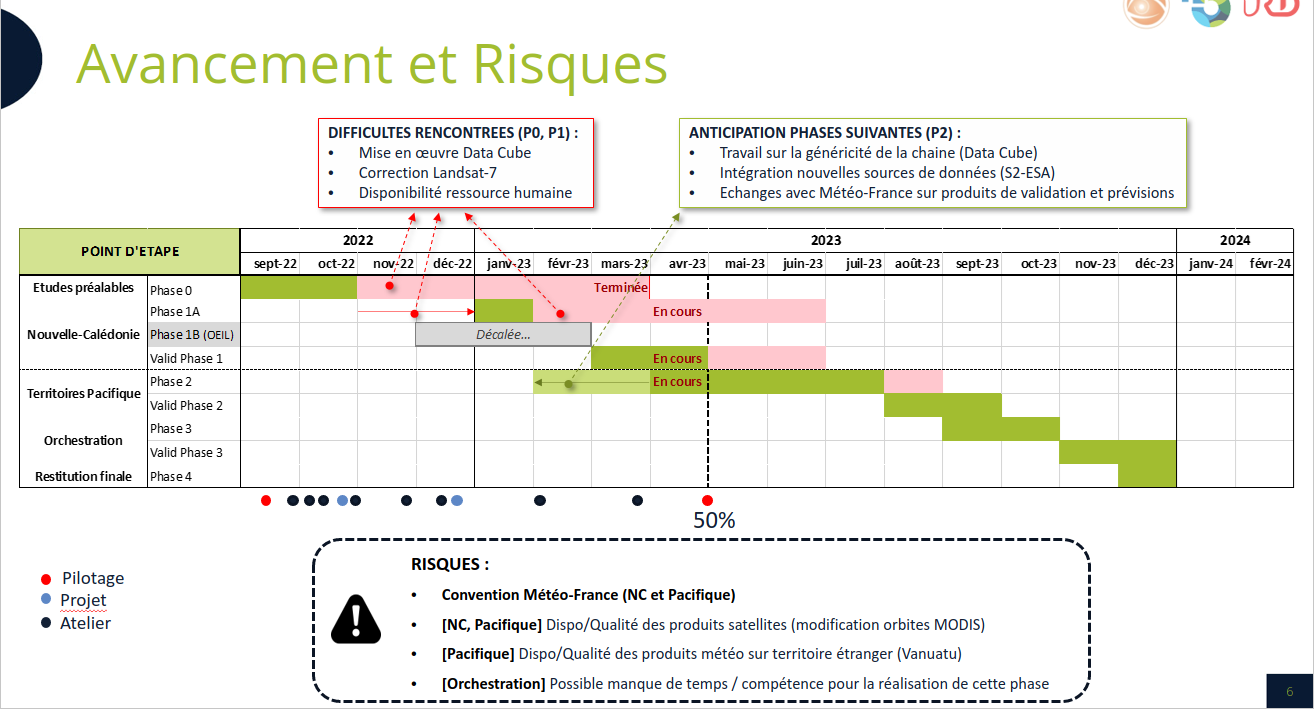 Avancement et Risques
DIFFICULTES RENCONTREES (P0, P1) :
• Mise en œuvre Data Cube
• Correction Landsat-7
• Disponibilité ressource humaine
ANTICIPATION PHASES SUIVANTES (P2) :
• Travail sur la généricité de la chaine (Data Cube)
• Intégration nouvelles sources de données (S2-ESA)
• Echanges avec Météo-France sur produits de validation et prévisions
POINT D'ETAPE 2022 2023 2024
sept-22 oct-22 nov-22 déc-22 janv-23 févr-23 mars-23 avr-23 mai-23 juin-23 juil-23 août-23 sept-23 oct-23 nov-23 déc-23 janv-24 févr-24
Etudes préalables Phase 0 Terminée
Phase 1A En cours
Nouvelle-Calédonie Phase 1B (OEIL) Décalée...
Valid Phase 1 En cours
Territoires Pacifique Phase 2 En cours
Valid Phase 2
Orchestration Phase 3
Valid Phase 3
Restitution finale Phase 4
50%
Pilotage
Projet
Atelier
RISQUES :
• Convention Météo-France (NC et Pacifique)
• [NC, Pacifique] Dispo/Qualité des produits satellites (modification orbites MODIS)
• [Pacifique] Dispo/Qualité des produits météo sur territoire étranger (Vanuatu)
• [Orchestration] Possible manque de temps / compétence pour la réalisation de cette phase
6